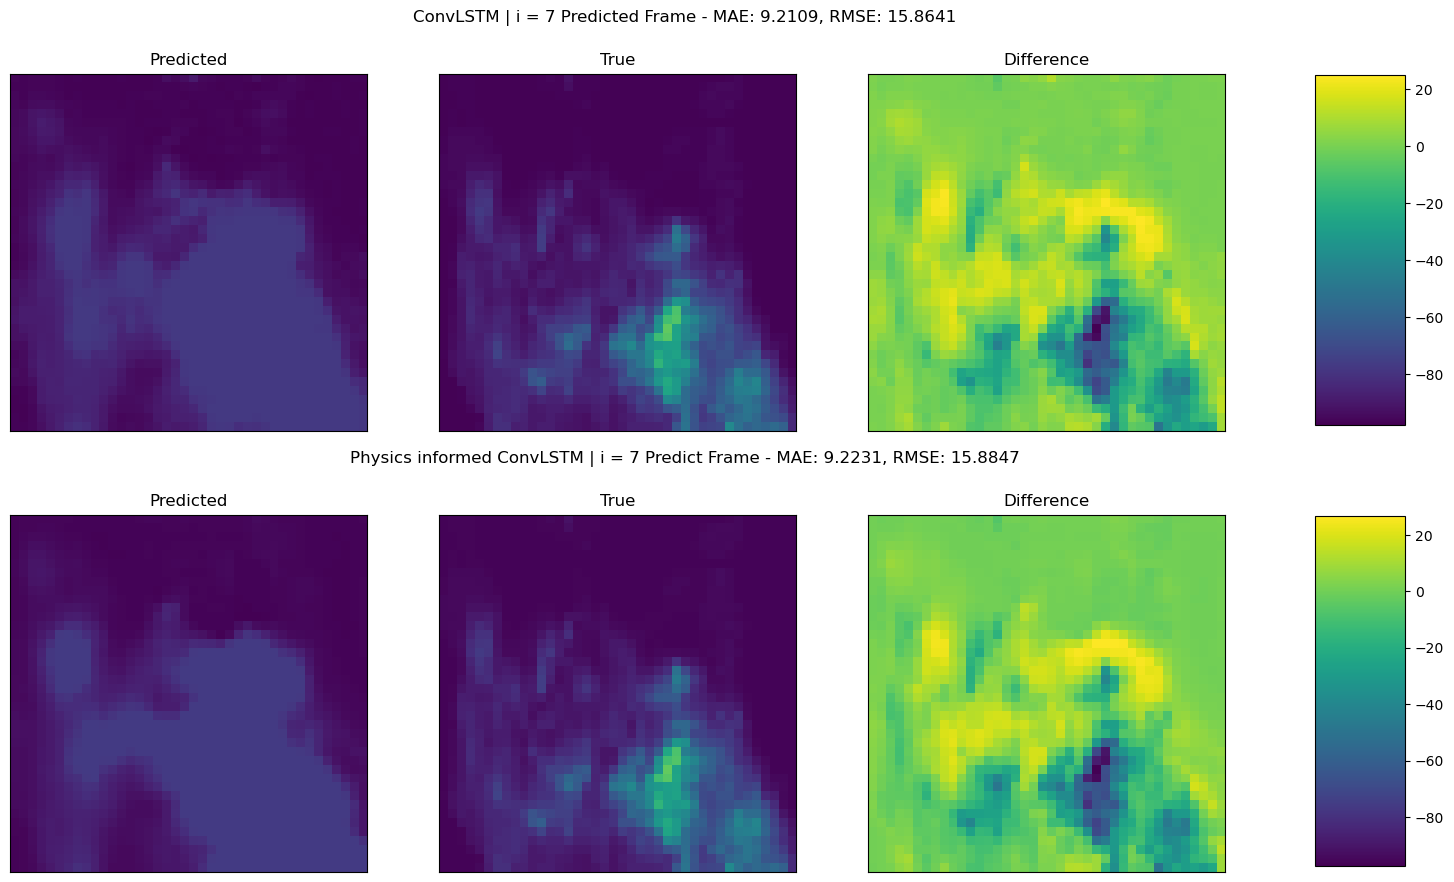 ConvLSTM | i = 7 Predicted Frame - MAE: 9.2109, RMSE: 15.8641
Predicted
True
Difference
20
0
−20
−40
−60
−80
Physics informed ConvLSTM | i = 7 Predict Frame - MAE: 9.2231, RMSE: 15.8847
Predicted
True
Difference
20
0
−20
−40
−60
−80